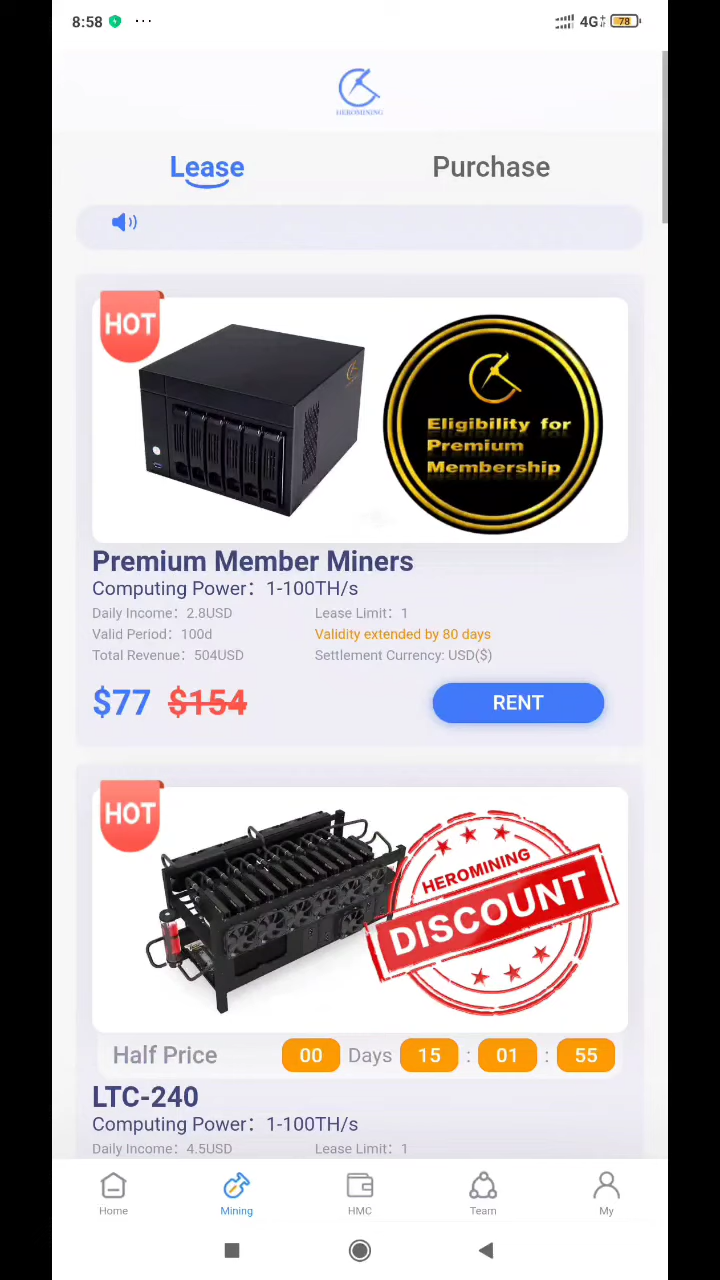 8:58 ... 4G+ 78
HEROMINING
Lease Purchase
HOT
Eligibility for
Premium
Membership
Premium Member Miners
Computing Power: 1-100TH/s
Daily Income: 2.8USD Lease Limit: 1
Valid Period: 100d Validity extended by 80 days
Total Revenue: 504USD Settlement Currency: USD($)
$77 $154 RENT
HOT
HEROMINING
DISCOUNT
Half Price 00 Days 15 : 01 : 55
LTC-240
Computing Power: 1-100TH/s
Daily Income: 4.5USD Lease Limit: 1
Home Mining HMC Team My